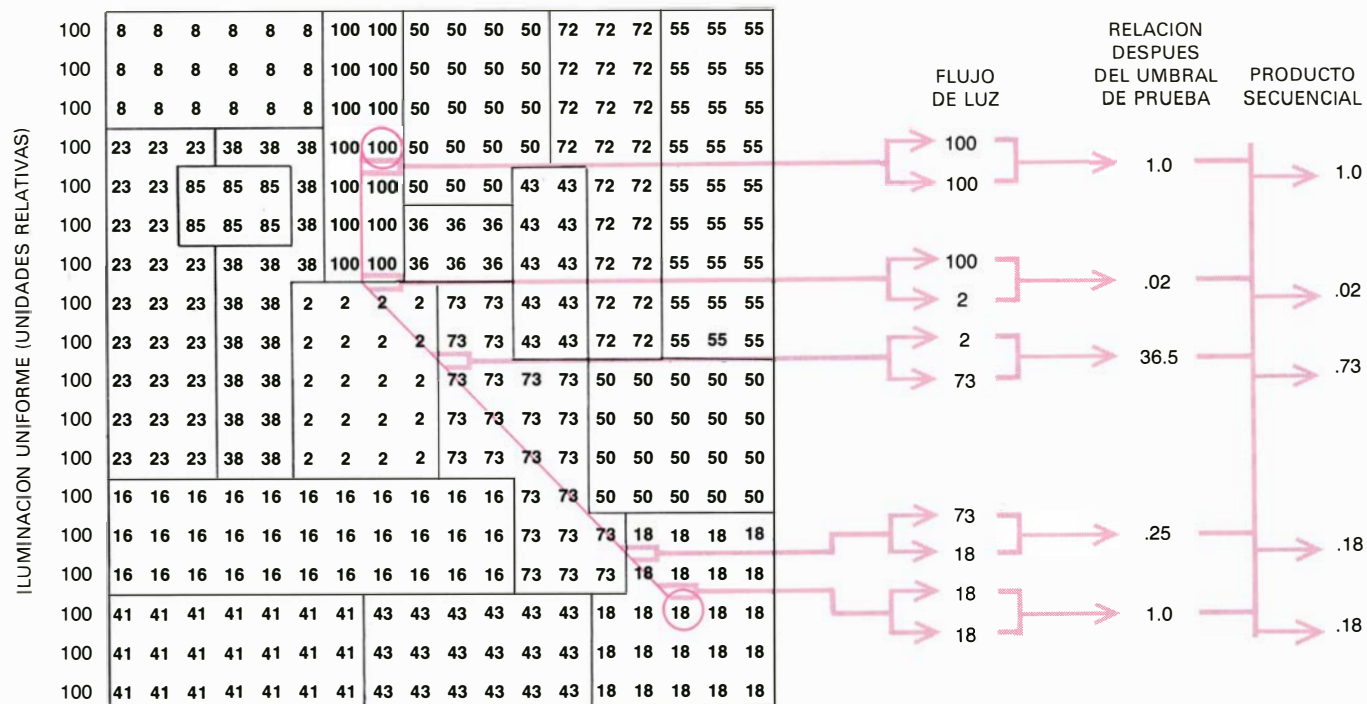 ILUMINACION UNIFORME (UNIDADES RELATIVAS)
100 8 8 8 8 8 8 100 100 50 50 50 50 72 72 72 55 55 55
100 8 8 8 8 8 8 100 100 50 50 50 50 72 72 72 55 55 55
100 8 8 8 8 8 8 100 100 50 50 50 50 72 72 72 55 55 55
100 23 23 23 38 38 38 100 100 50 50 50 50 72 72 72 55 55 55
100 23 23 85 85 85 38 100 100 50 50 50 43 43 72 72 55 55 55
100 23 23 85 85 85 38 100 100 36 36 36 43 43 72 72 55 55 55
100 23 23 23 38 38 38 100 100 36 36 36 43 43 72 72 55 55 55
100 23 23 23 38 38 2 2 2 2 73 73 43 43 72 72 55 55 55
100 23 23 23 38 38 2 2 2 2 73 73 43 43 72 72 55 55 55
100 23 23 23 38 38 2 2 2 2 73 73 73 73 50 50 50 50 50
100 23 23 23 38 38 2 2 2 2 73 73 73 73 50 50 50 50 50
100 23 23 23 38 38 2 2 2 2 73 73 73 73 50 50 50 50 50
100 16 16 16 16 16 16 16 16 16 16 16 73 73 50 50 50 50 50
100 16 16 16 16 16 16 16 16 16 16 16 73 73 73 18 18 18 18
100 16 16 16 16 16 16 16 16 16 16 16 73 73 73 18 18 18 18
100 41 41 41 41 41 41 41 43 43 43 43 43 43 18 18 18 18 18
100 41 41 41 41 41 41 41 43 43 43 43 43 43 18 18 18 18 18
100 41 41 41 41 41 41 41 43 43 43 43 43 43 18 18 18 18 18
FLUJO
DE LUZ
100
100
100
2
2
73
73
18
18
18
RELACION
DESPUES
DEL UMBRAL
DE PRUEBA
1.0
.02
36.5
.25
1.0
PRODUCTO
SECUENCIAL
1.0
.02
.73
.18
.18